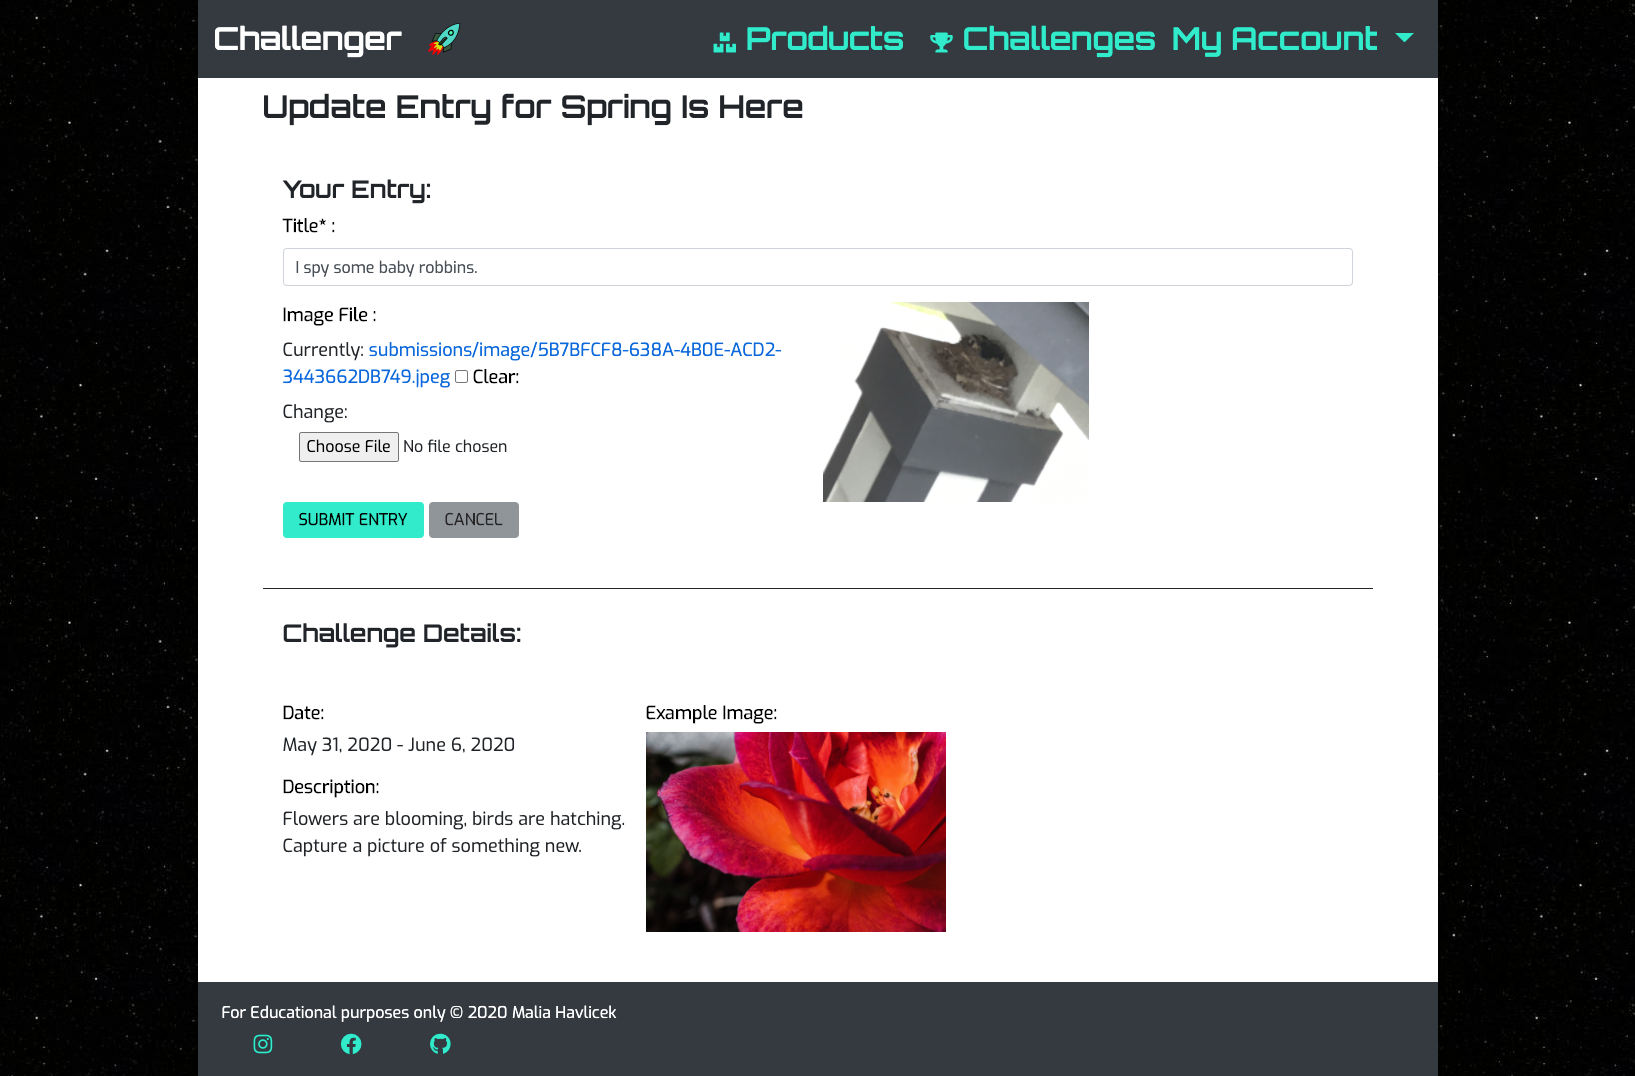 Challenger
Products
Challenges
My Account
Update Entry for Spring Is Here
Your Entry:
Title* :
I spy some baby robbins.
Image File :
Currently: submissions/image/5B7BFCF8-638A-4B0E-ACD2-
3443662DB749.jpeg Clear:
Change:
Choose File No file chosen
SUBMIT ENTRY CANCEL
Challenge Details:
Date:
May 31, 2020 - June 6, 2020
Description:
Flowers are blooming, birds are hatching.
Capture a picture of something new.
Example Image:
For Educational purposes only © 2020 Malia Havlicek